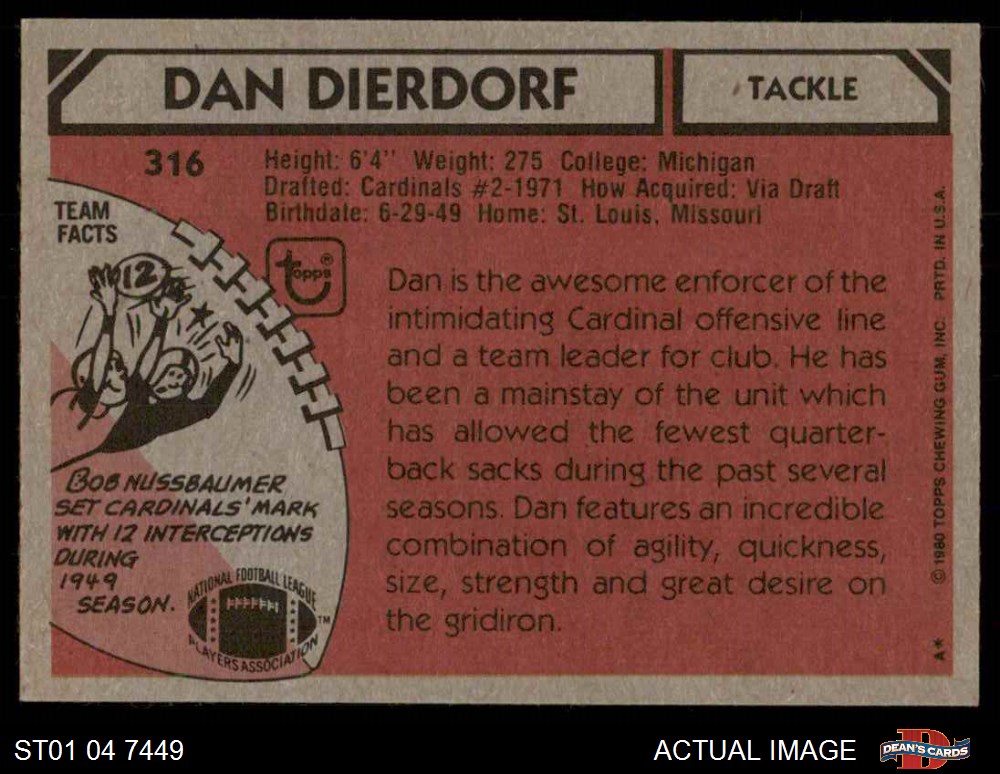 DAN DIERDORF
TACKLE
316
Height: 6'4" Weight: 275 College: Michigan
Drafted: Cardinals #2-1971 How Acquired: Via Draft
Birthdate: 6-29-49 Home: St. Louis, Missouri
TEAM
FACTS
12
topps®
Dan is the awesome enforcer of the
intimidating Cardinal offensive line
and a team leader for club. He has
been a mainstay of the unit which
has allowed the fewest quarter-
back sacks during the past several
seasons. Dan features an incredible
combination of agility, quickness,
size, strength and great desire on
the gridiron.
BOB NUSSBAUMER
SET CARDINALS' MARK
WITH 12 INTERCEPTIONS
DURING
1949
SEASON.
NATIONAL FOOTBALL LEAGUE
PLAYERS ASSOCIATION
TM
© 1980 TOPPS CHEWING GUM, INC. PRTD. IN U.S.A.
A*
ST01 04 7449
ACTUAL IMAGE
DEAN'S CARDS